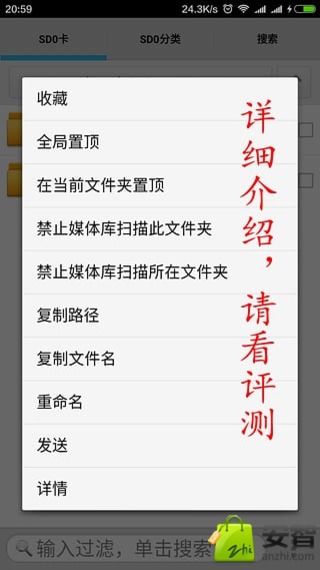 20:59
24.3K/s
SD0卡
SD0分类
搜索
收藏
全局置顶
在当前文件夹置顶
禁止媒体库扫描此文件夹
禁止媒体库扫描所在文件夹
复制路径
复制文件名
重命名
发送
详情
详细介绍，请看评测
输入过滤，单击搜索
zhi
安智
anzhi.com